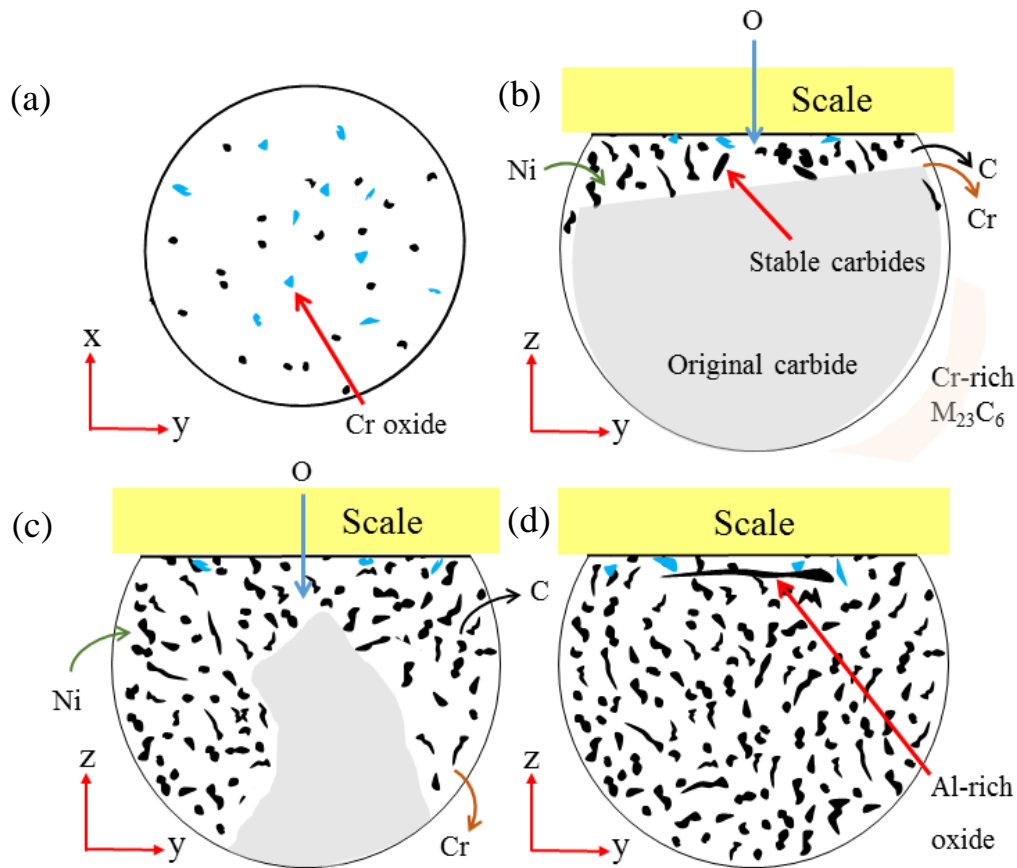 (a)
x
y
Cr oxide
(b)
O
Scale
Ni
C
Cr
Stable carbides
Original carbide
z
y
Cr-rich
M₂₃C₆
(c)
O
Scale
C
Ni
z
y
Cr
(d)
Scale
z
y
Al-rich
oxide